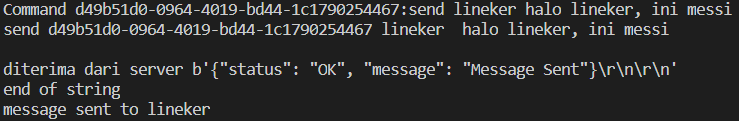 Command d49b51d0-0964-4019-bd44-1c1790254467:send lineker halo lineker, ini messi
send d49b51d0-0964-4019-bd44-1c1790254467 lineker  halo lineker, ini messi
diterima dari server b'{"status": "OK", "message": "Message Sent"}\r\n\r\n'
end of string
message sent to lineker